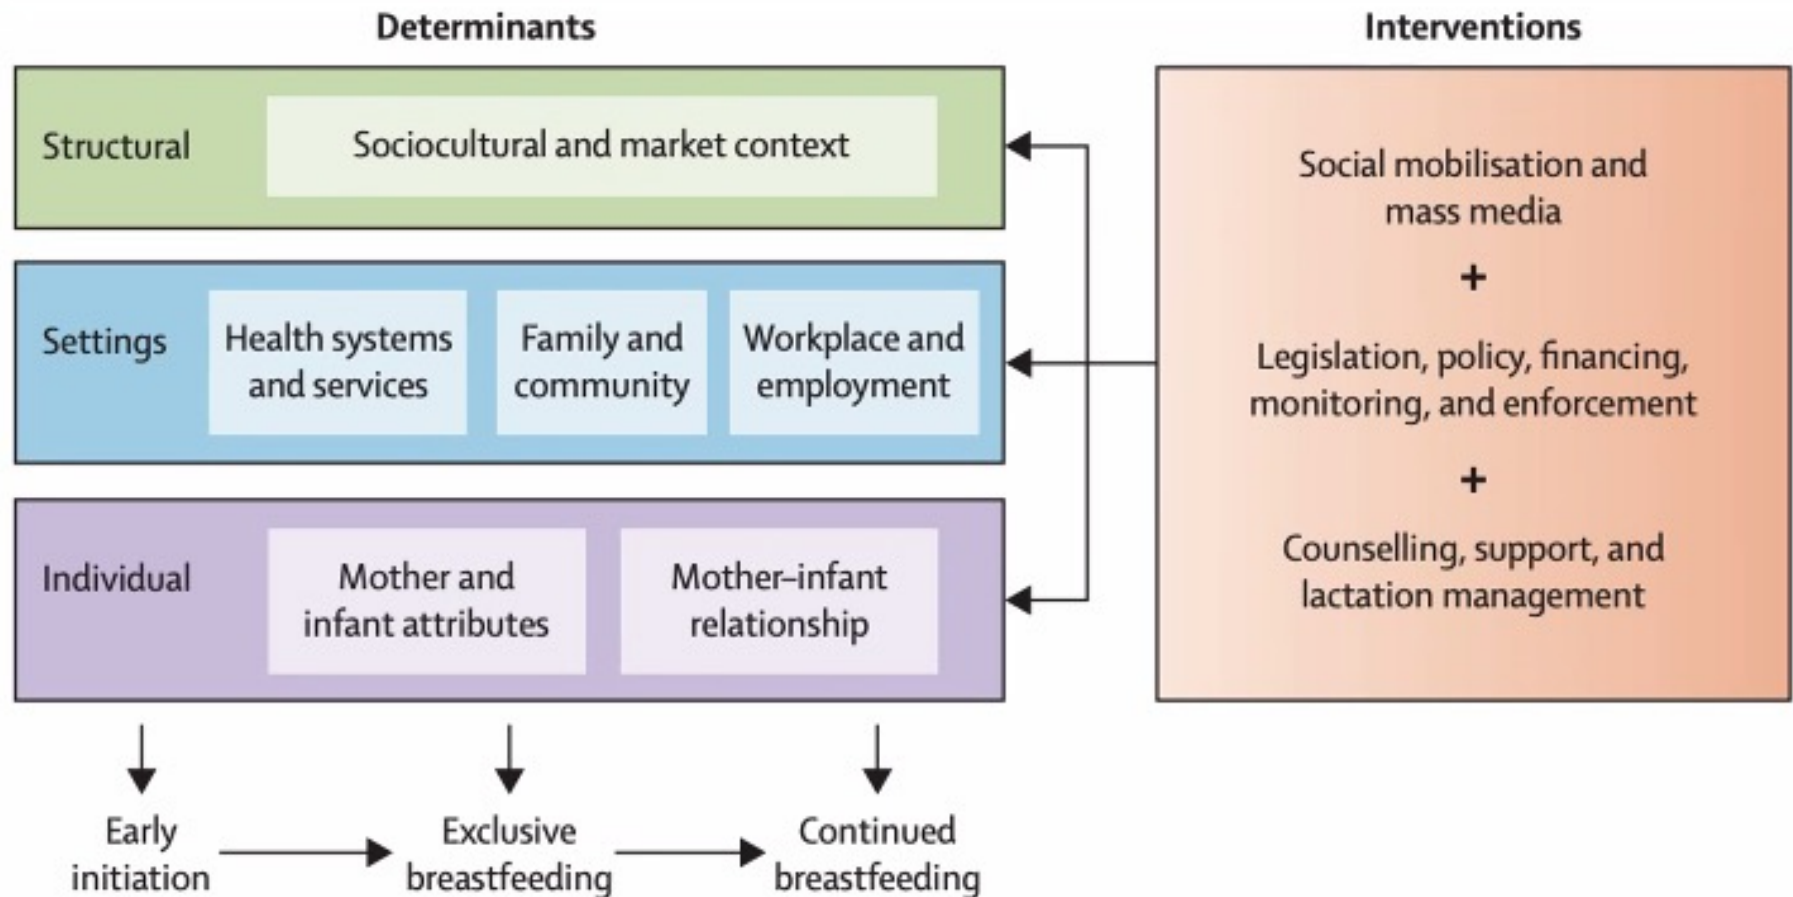 Determinants
Interventions
Structural
Sociocultural and market context
Settings
Health systems
and services
Family and
community
Workplace and
employment
Individual
Mother and
infant attributes
Mother–infant
relationship
Early
initiation
Exclusive
breastfeeding
Continued
breastfeeding
Social mobilisation and
mass media
+
Legislation, policy, financing,
monitoring, and enforcement
+
Counselling, support, and
lactation management